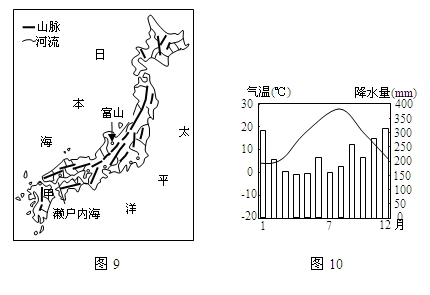 山脉
河流
日
本
海
富山
太
平
洋
甲
濑户内海
图 9
气温(℃)
降水量(mm)
30
20
10
0
-10
-20
400
350
300
250
200
150
100
50
0
1
7
12
月
图 10